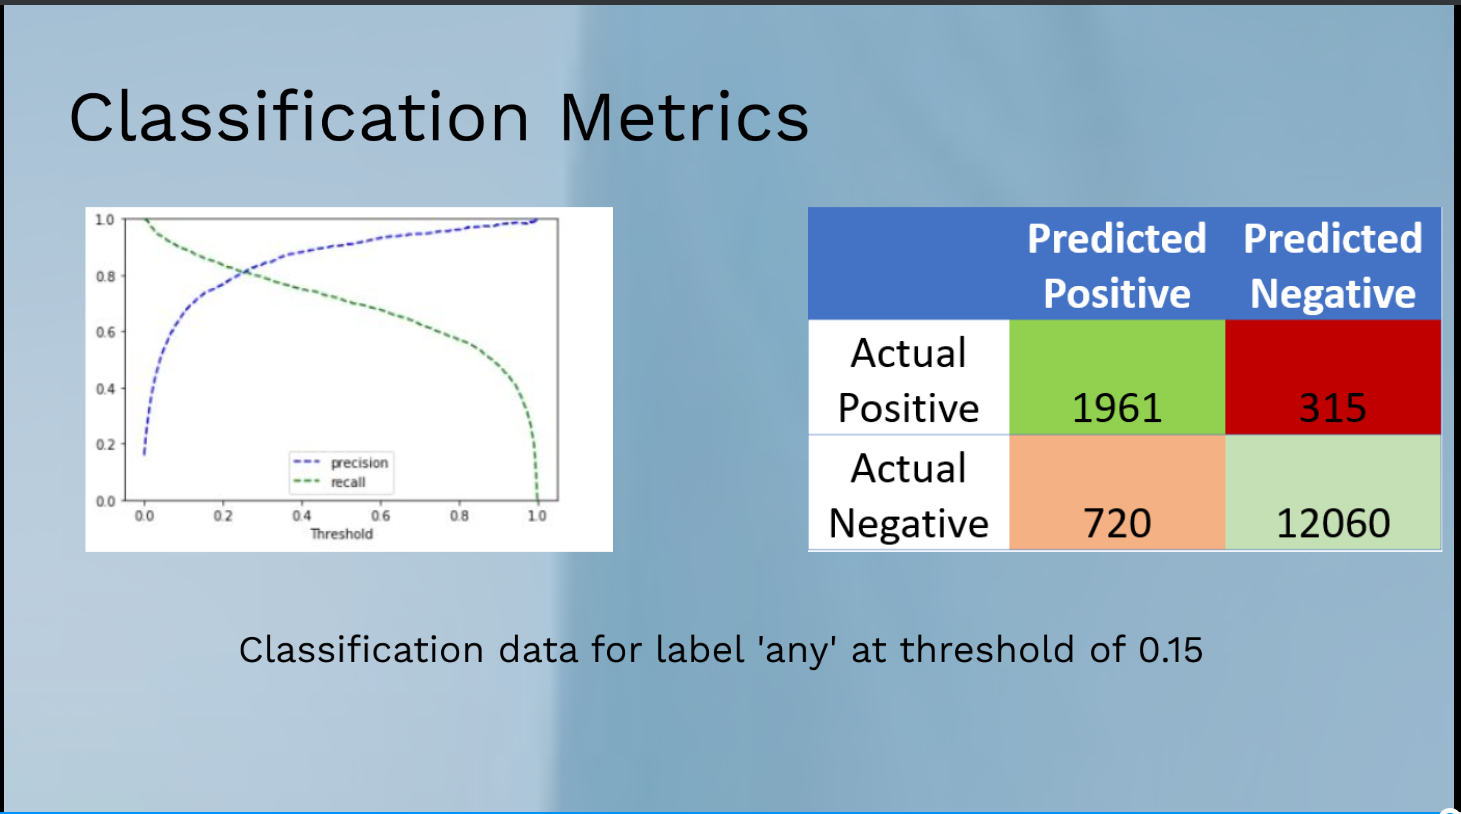 Classification Metrics
1.0
0.8
0.6
0.4
0.2
0.0
precision
recall
0.0 0.2 0.4 0.6 0.8 1.0
Threshold
Predicted Predicted
Positive Negative
Actual
Positive 1961 315
Actual
Negative 720 12060
Classification data for label 'any' at threshold of 0.15